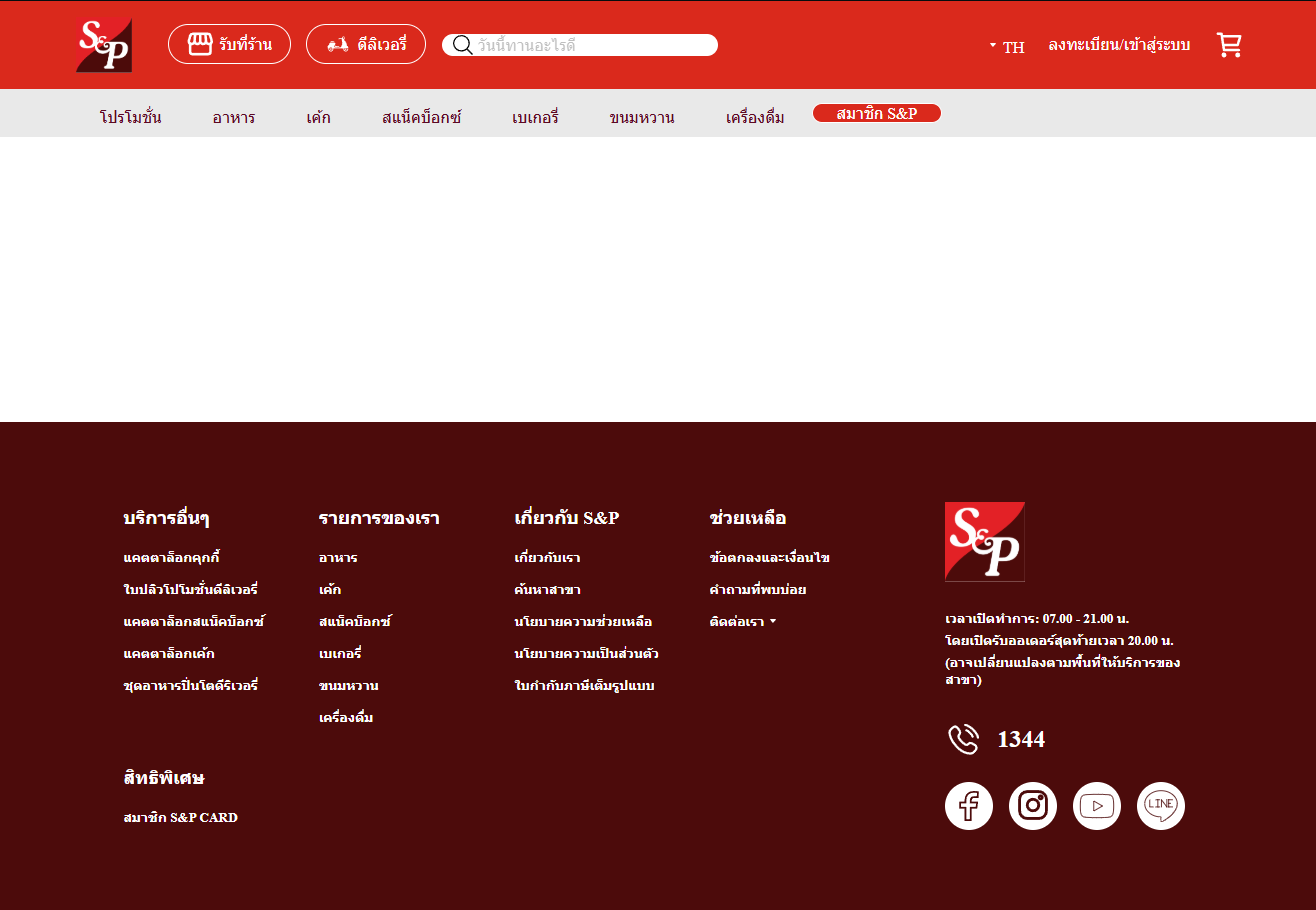 S&P
รับที่ร้าน
ดีลิเวอรี่
วันนี้ทานอะไรดี
TH
ลงทะเบียน/เข้าสู่ระบบ
โปรโมชั่น
อาหาร
เค้ก
สแน็คบ็อกซ์
เบเกอรี่
ขนมหวาน
เครื่องดื่ม
สมาชิก S&P
บริการอื่นๆ
แคตตาล็อกคุกกี้
ใบปลิวโปโมชั่นดีลิเวอรี่
แคตตาล็อกสแน็คบ็อกซ์
แคตตาล็อกเค้ก
ชุดอาหารปิ่นโตดีริเวอรี่
รายการของเรา
อาหาร
เค้ก
สแน็คบ็อกซ์
เบเกอรี่
ขนมหวาน
เครื่องดื่ม
เกี่ยวกับ S&P
เกี่ยวกับเรา
ค้นหาสาขา
นโยบายความช่วยเหลือ
นโยบายความเป็นส่วนตัว
ใบกำกับภาษีเต็มรูปแบบ
ช่วยเหลือ
ข้อตกลงและเงื่อนไข
คำถามที่พบบ่อย
ติดต่อเรา
สิทธิพิเศษ
สมาชิก S&P CARD
S&P
เวลาเปิดทำการ: 07.00 - 21.00 น.
โดยเปิดรับออเดอร์สุดท้ายเวลา 20.00 น.
(อาจเปลี่ยนแปลงตามพื้นที่ให้บริการของ
สาขา)
1344
LINE